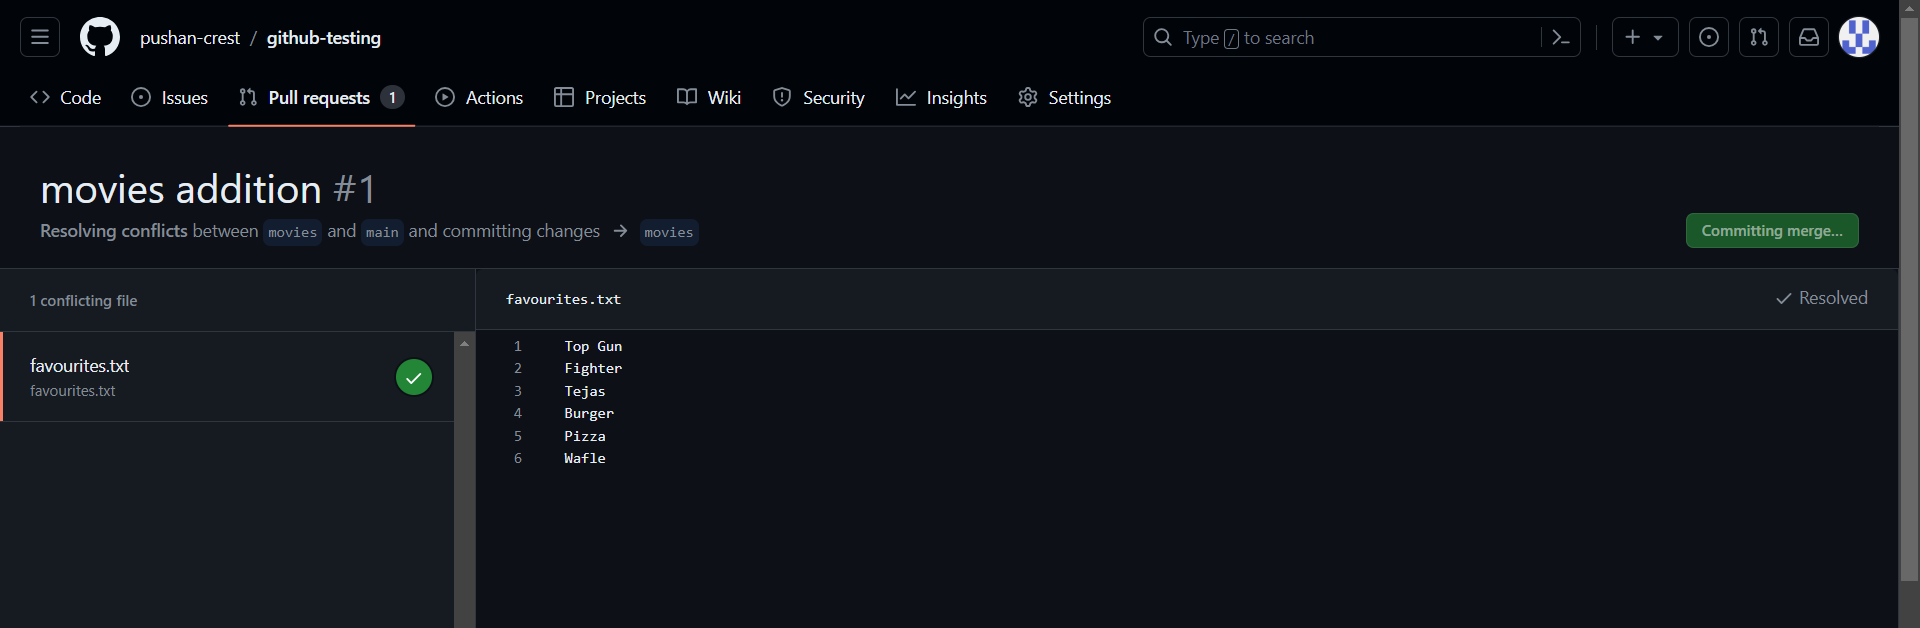 pushan-crest / github-testing
Type / to search
Code Issues Pull requests 1 Actions Projects Wiki Security Insights Settings
movies addition #1
Resolving conflicts between movies and main and committing changes → movies
Committing merge...
1 conflicting file
favourites.txt
favourites.txt
favourites.txt
Resolved
1 Top Gun
2 Fighter
3 Tejas
4 Burger
5 Pizza
6 Wafle